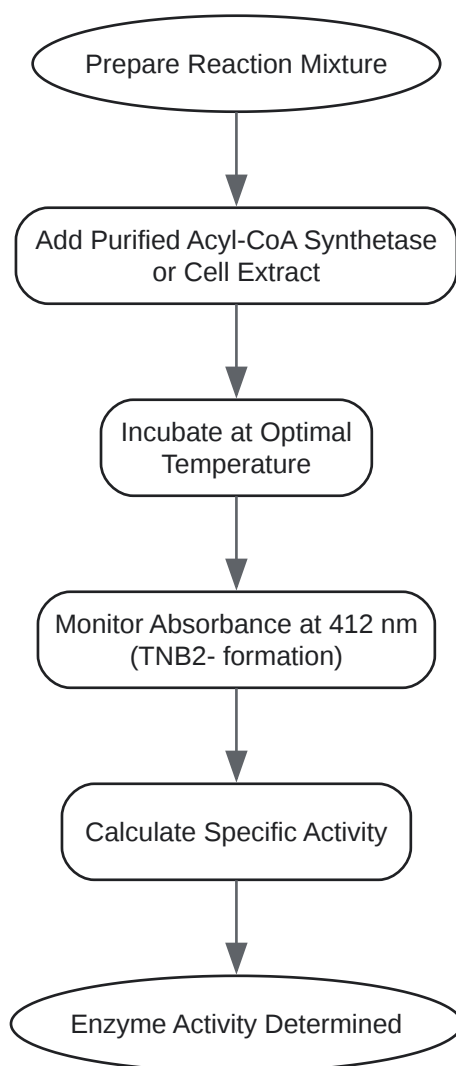 Prepare Reaction Mixture
Add Purified Acyl-CoA Synthetase
or Cell Extract
Incubate at Optimal
Temperature
Monitor Absorbance at 412 nm
(TNB2- formation)
Calculate Specific Activity
Enzyme Activity Determined